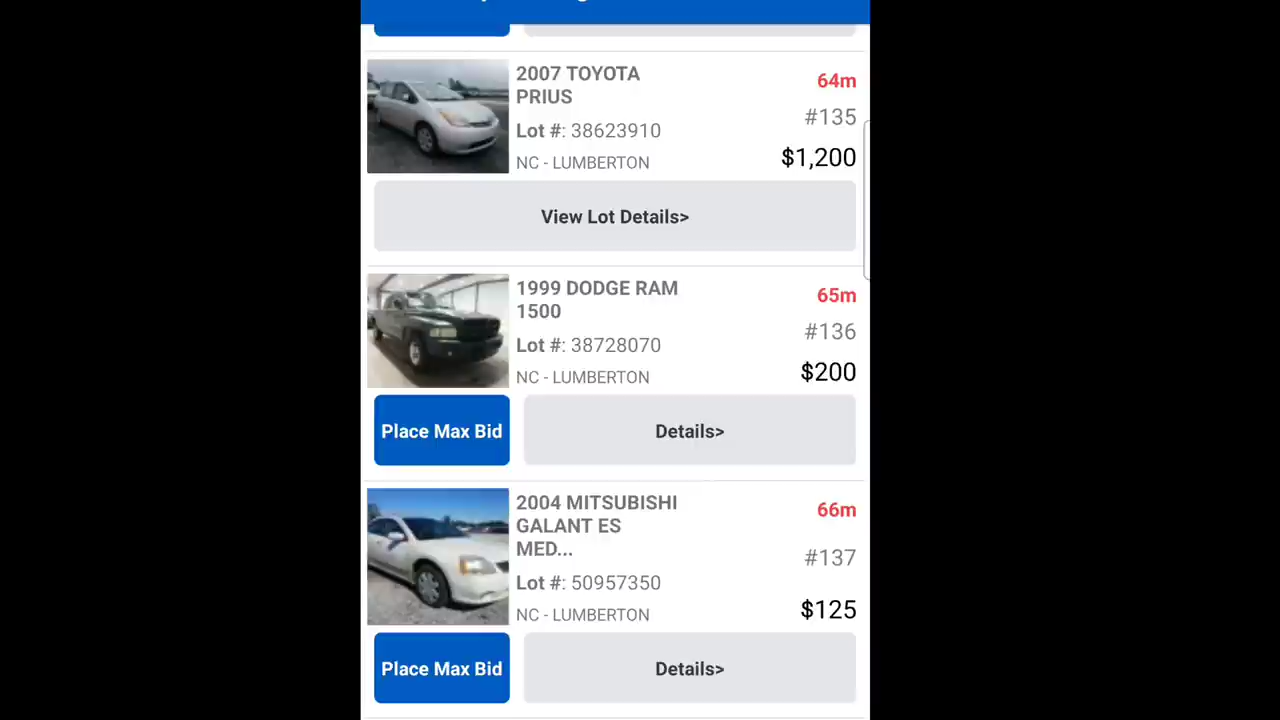 2007 TOYOTA
PRIUS
64m
#135
Lot #: 38623910
$1,200
NC - LUMBERTON
View Lot Details>
1999 DODGE RAM
1500
65m
#136
Lot #: 38728070
$200
NC - LUMBERTON
Place Max Bid
Details>
2004 MITSUBISHI
GALANT ES
MED...
66m
#137
Lot #: 50957350
$125
NC - LUMBERTON
Place Max Bid
Details>